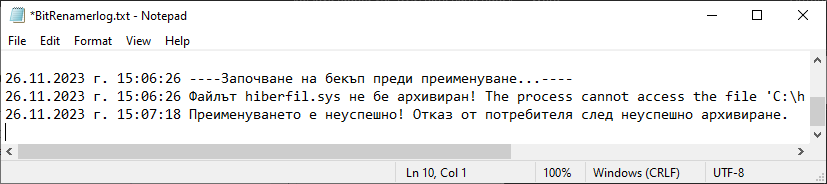 *BitRenamerlog.txt - Notepad
File Edit Format View Help
26.11.2023 г. 15:06:26 ----Започване на бекъп преди преименуване...----
26.11.2023 г. 15:06:26 Файлът hiberfil.sys не бе архивиран! The process cannot access the file 'C:\h
26.11.2023 г. 15:07:18 Преименуването е неуспешно! Отказ от потребителя след неуспешно архивиране.
Ln 10, Col 1 100% Windows (CRLF) UTF-8